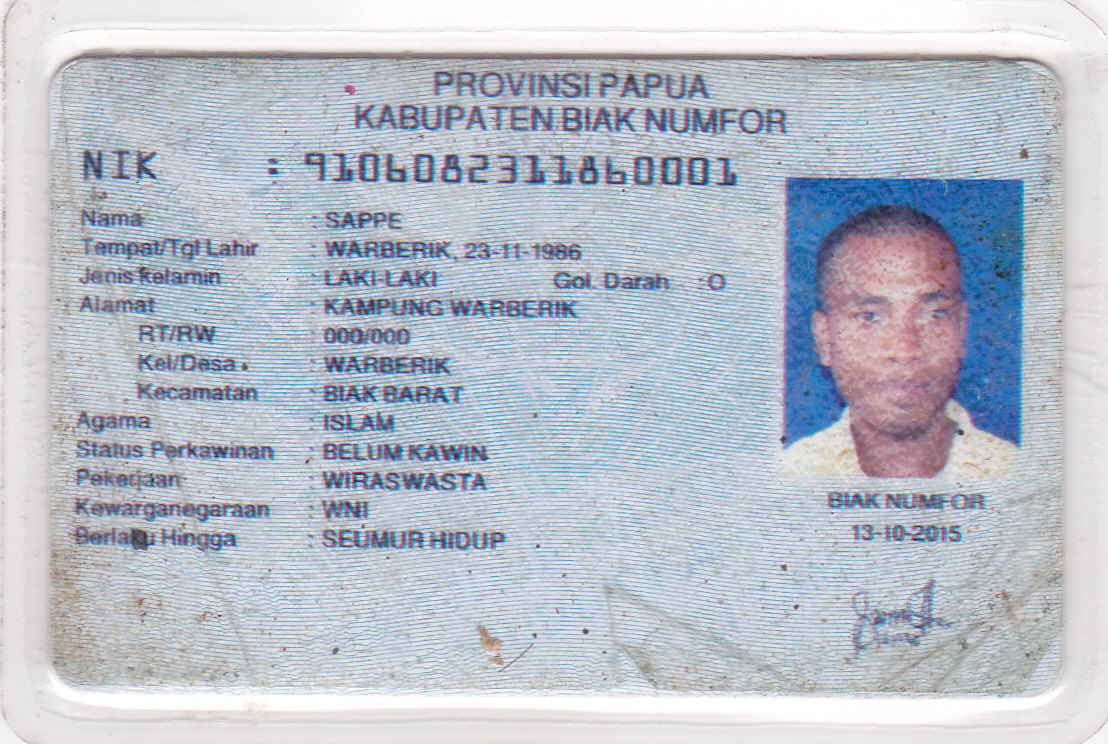 PROVINSI PAPUA
KABUPATEN BIAK NUMFOR
NIK : 9106082311860001
Nama : SAPPE
Tempat/Tgl Lahir : WARBERIK, 23-11-1986
Jenis Kelamin : LAKI-LAKI Gol. Darah : O
Alamat : KAMPUNG WARBERIK
RT/RW : 000/000
Kel/Desa : WARBERIK
Kecamatan : BIAK BARAT
Agama : ISLAM
Status Perkawinan : BELUM KAWIN
Pekerjaan : WIRASWASTA
Kewarganegaraan : WNI
Berlaku Hingga : SEUMUR HIDUP
BIAK NUMFOR
13-10-2015